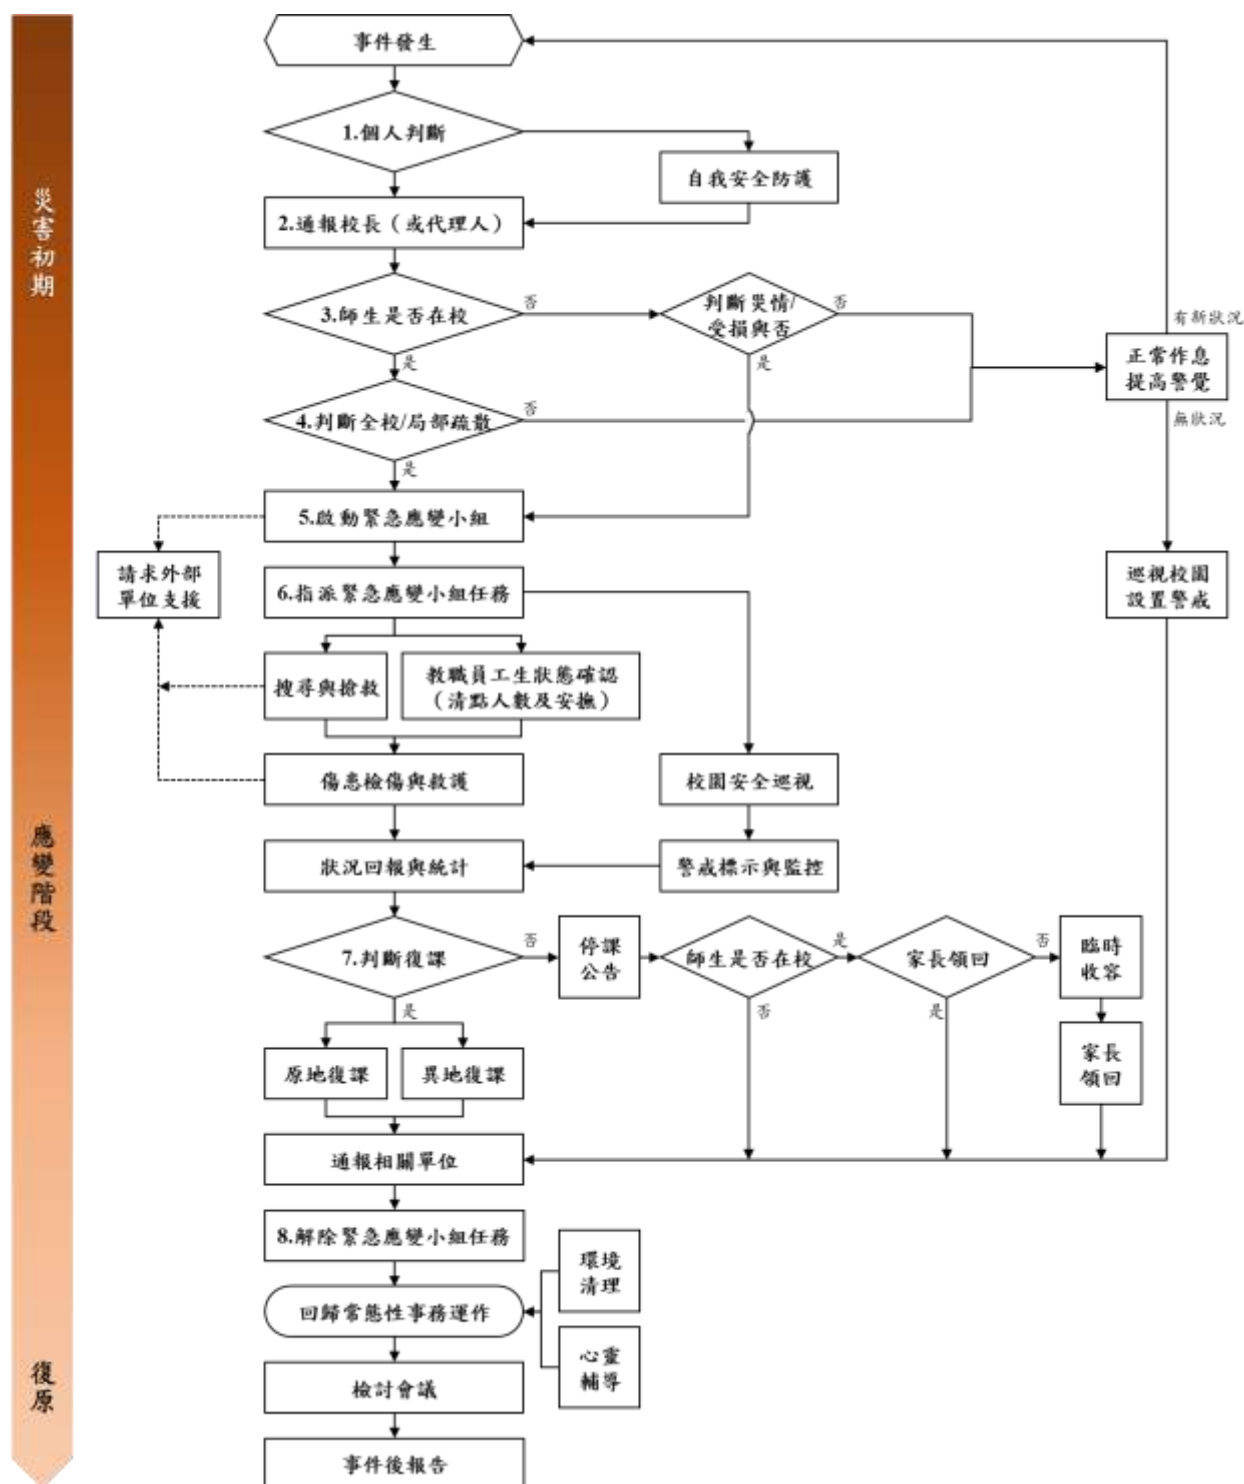 災害初期
應變階段
復原
事件發生
1.個人判斷
自我安全防護
2.通報校長（或代理人）
3.師生是否在校
否
是
判斷災情/
受損與否
否
是
有新狀況
正常作息
提高警覺
無狀況
4.判斷全校/局部疏散
否
是
5.啟動緊急應變小組
請求外部
單位支援
6.指派緊急應變小組任務
巡視校園
設置警戒
搜尋與搶救
教職員工生狀態確認
（清點人數及安撫）
傷患檢傷與救護
校園安全巡視
狀況回報與統計
警戒標示與監控
7.判斷復課
否
是
停課
公告
師生是否在校
是
否
家長領回
否
是
臨時
收容
家長
領回
原地復課
異地復課
通報相關單位
8.解除緊急應變小組任務
環境
清理
回歸常態性事務運作
心靈
輔導
檢討會議
事件後報告